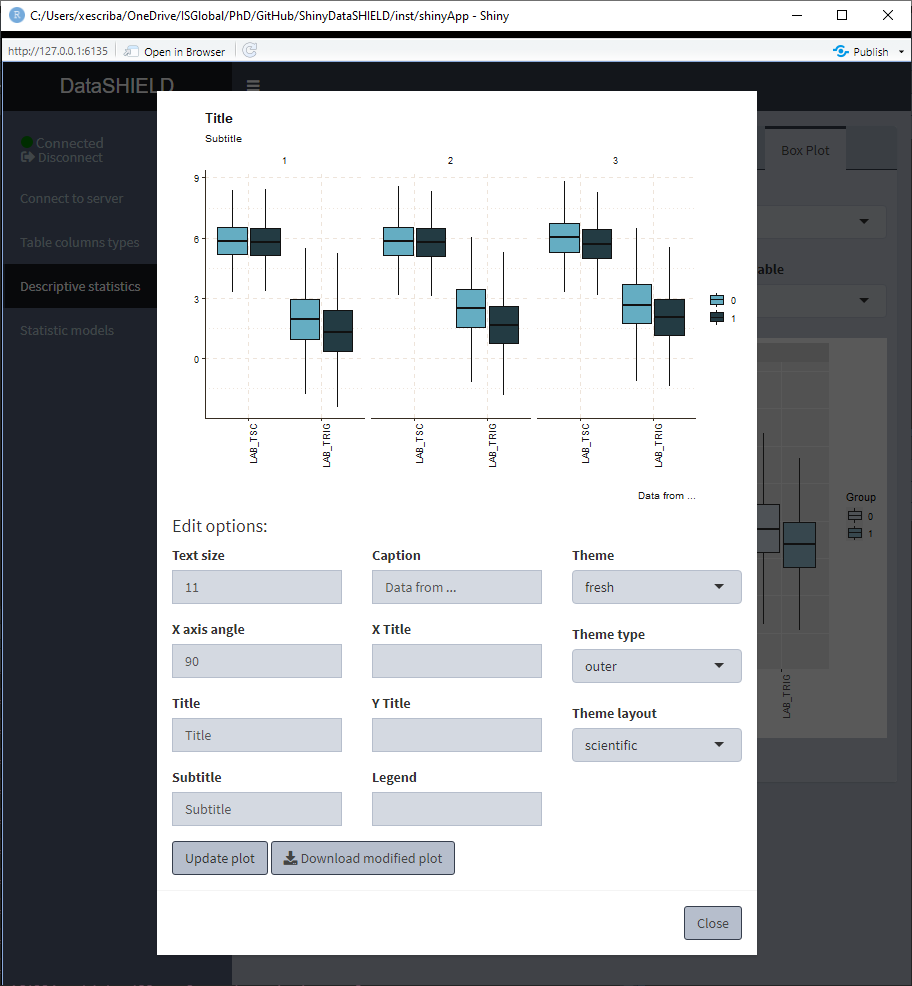 C:/Users/xescriba/OneDrive/ISGlobal/PhD/GitHub/ShinyDataSHIELD/inst/shinyApp - Shiny
http://127.0.0.1:6135 Open in Browser Publish
DataSHIELD
Connected
Disconnect
Connect to server
Table columns types
Descriptive statistics
Statistic models
Box Plot
Title
Subtitle
1 2 3
9
6
3
0
LAB_TSC LAB_TRIG LAB_TSC LAB_TRIG LAB_TSC LAB_TRIG
0
1
Data from ...
Group
0
1
LAB_TRIG
Edit options:
Text size Caption Theme
11 Data from ... fresh
X axis angle X Title Theme type
90 outer
Title Y Title Theme layout
Title scientific
Subtitle Legend
Subtitle
Update plot Download modified plot
Close